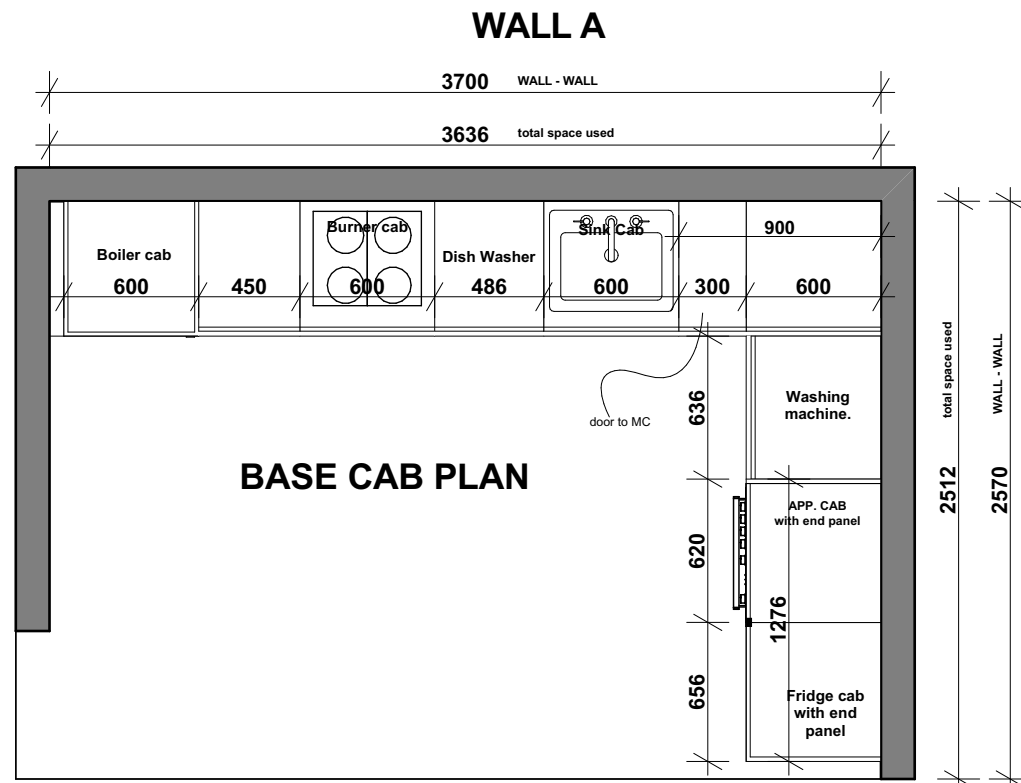 WALL A
3700 WALL - WALL
3636 total space used
Boiler cab
Burner cab
Dish Washer
Sink Cab
900
600
450
600
486
600
300
600
door to MC
636
Washing
machine.
BASE CAB PLAN
620
APP. CAB
with end panel
1276
656
Fridge cab
with end
panel
2512 total space used
2570 WALL - WALL